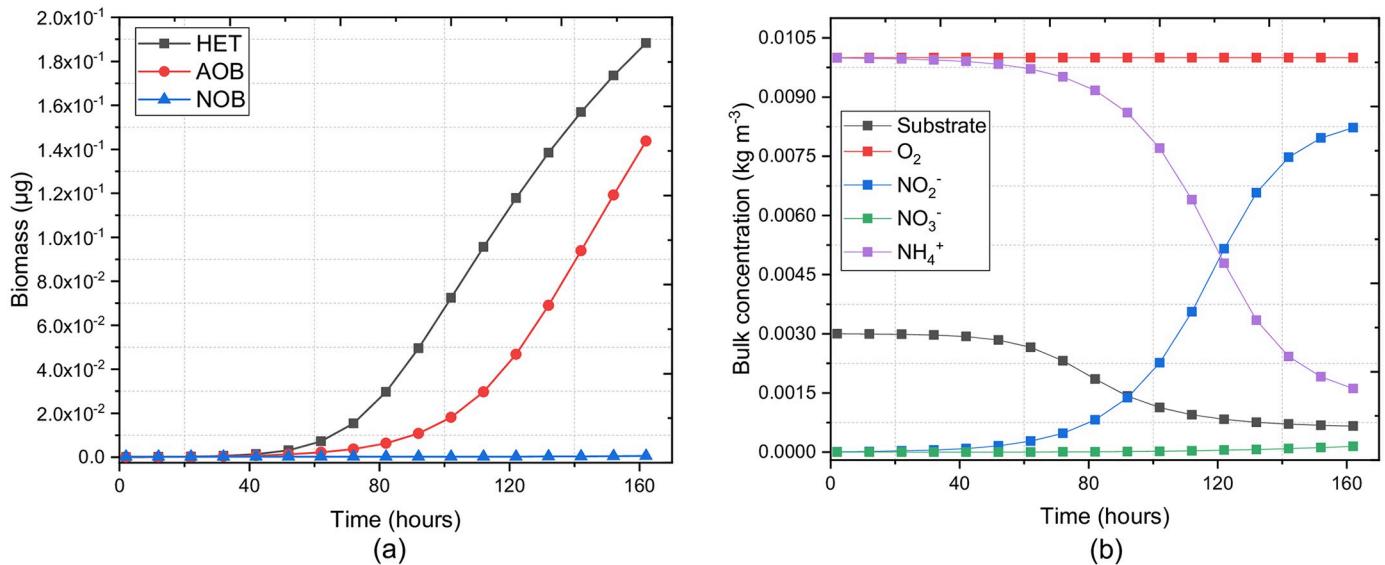 2.0x10⁻¹
1.8x10⁻¹
1.6x10⁻¹
1.4x10⁻¹
1.2x10⁻¹
1.0x10⁻¹
8.0x10⁻²
6.0x10⁻²
4.0x10⁻²
2.0x10⁻²
0.0
Biomass (µg)
HET
AOB
NOB
0 40 80 120 160
Time (hours)
(a)
0.0105
0.0090
0.0075
0.0060
0.0045
0.0030
0.0015
0.0000
Bulk concentration (kg m⁻³)
Substrate
O₂
NO₂⁻
NO₃⁻
NH₄⁺
0 40 80 120 160
Time (hours)
(b)